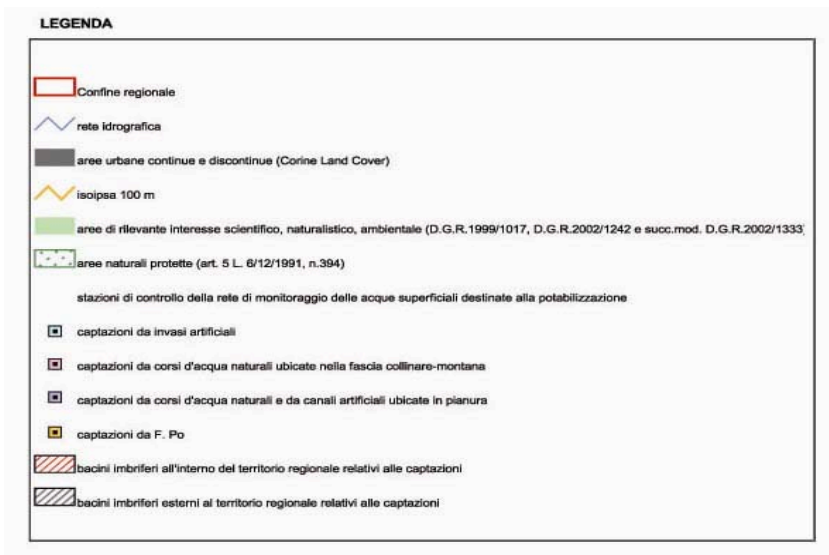 LEGENDA
Confine regionale
rete idrografica
aree urbane continue e discontinue (Corine Land Cover)
isoipsa 100 m
aree di rilevante interesse scientifico, naturalistico, ambientale (D.G.R.1999/1017, D.G.R.2002/1242 e succ.mod. D.G.R.2002/1333)
aree naturali protette (art. 5 L. 6/12/1991, n.394)
stazioni di controllo della rete di monitoraggio delle acque superficiali destinate alla potabilizzazione
captazioni da invasi artificiali
captazioni da corsi d'acqua naturali ubicate nella fascia collinare-montana
captazioni da corsi d'acqua naturali e da canali artificiali ubicate in pianura
captazioni da F. Po
bacini imbriferi all'interno del territorio regionale relativi alle captazioni
bacini imbriferi esterni al territorio regionale relativi alle captazioni